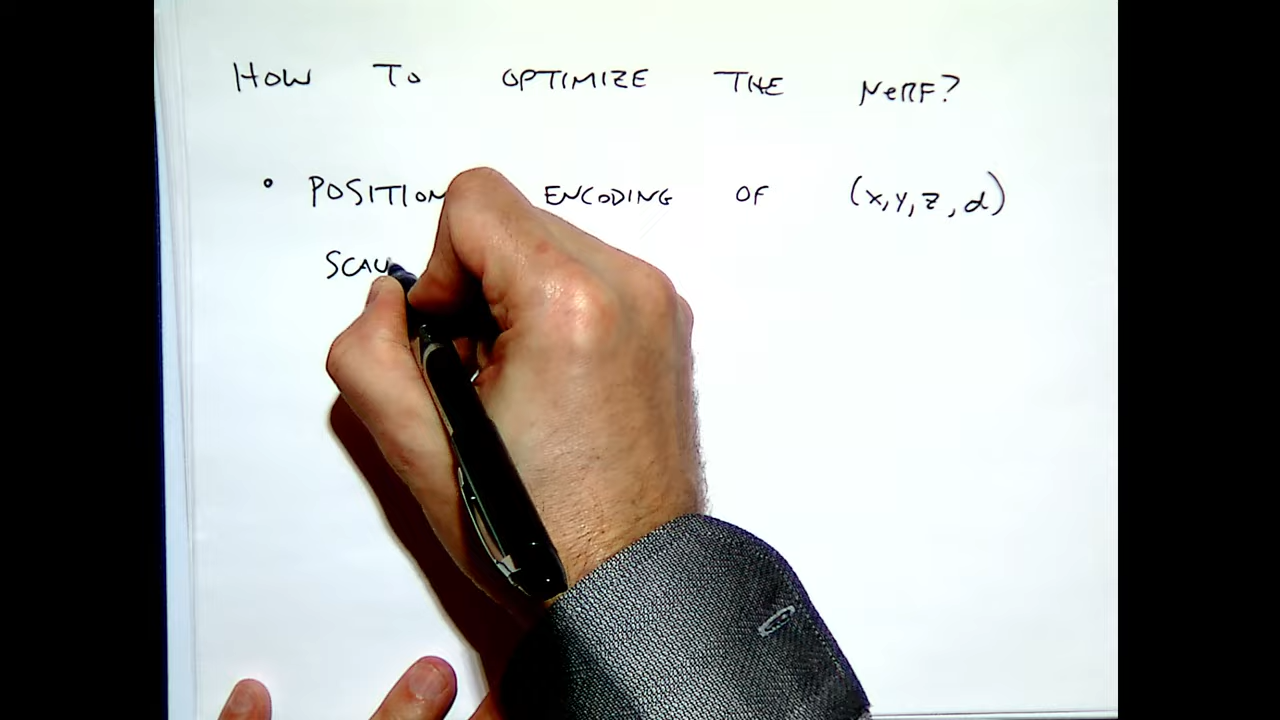 HOW TO OPTIMIZE THE NeRF?
• POSITION ENCODING OF (x, y, z, d)